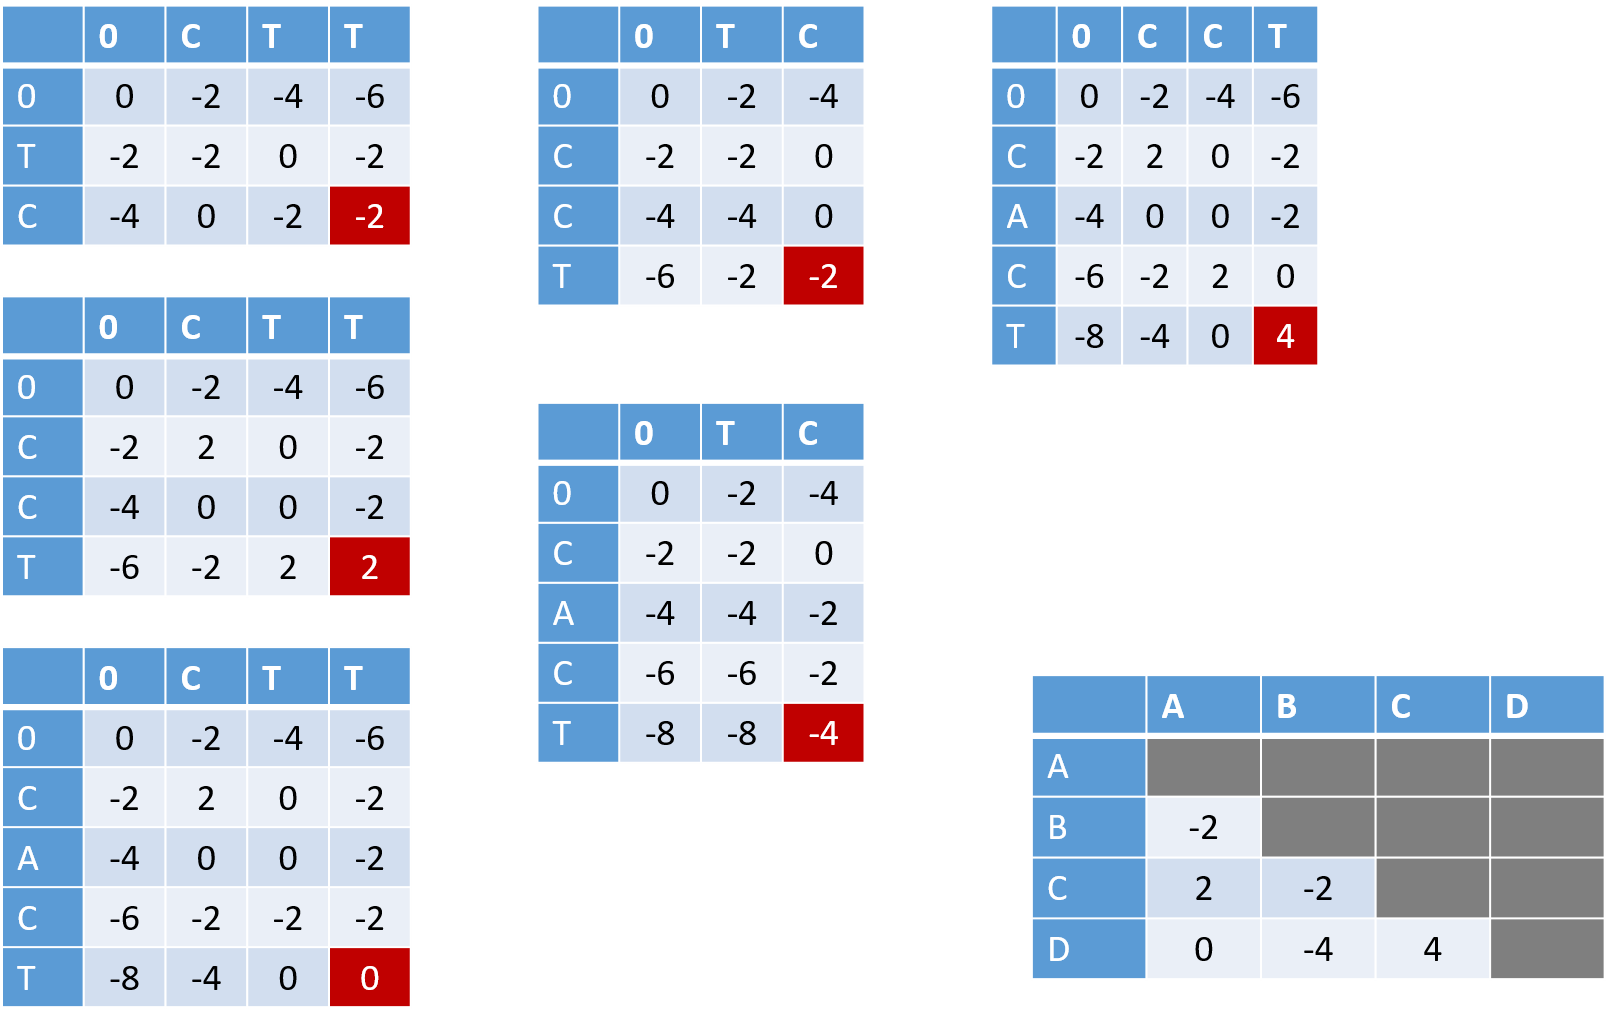 0 C T T
0 0 -2 -4 -6
T -2 -2 0 -2
C -4 0 -2 -2
0 C T T
0 0 -2 -4 -6
C -2 2 0 -2
C -4 0 0 -2
T -6 -2 2 2
0 C T T
0 0 -2 -4 -6
C -2 2 0 -2
A -4 0 0 -2
C -6 -2 -2 -2
T -8 -4 0 0
0 T C
0 0 -2 -4
C -2 -2 0
C -4 -4 0
T -6 -2 -2
0 T C
0 0 -2 -4
C -2 -2 0
A -4 -4 -2
C -6 -6 -2
T -8 -8 -4
0 C C T
0 0 -2 -4 -6
C -2 2 0 -2
A -4 0 0 -2
C -6 -2 2 0
T -8 -4 0 4
A B C D
A
B -2
C 2 -2
D 0 -4 4